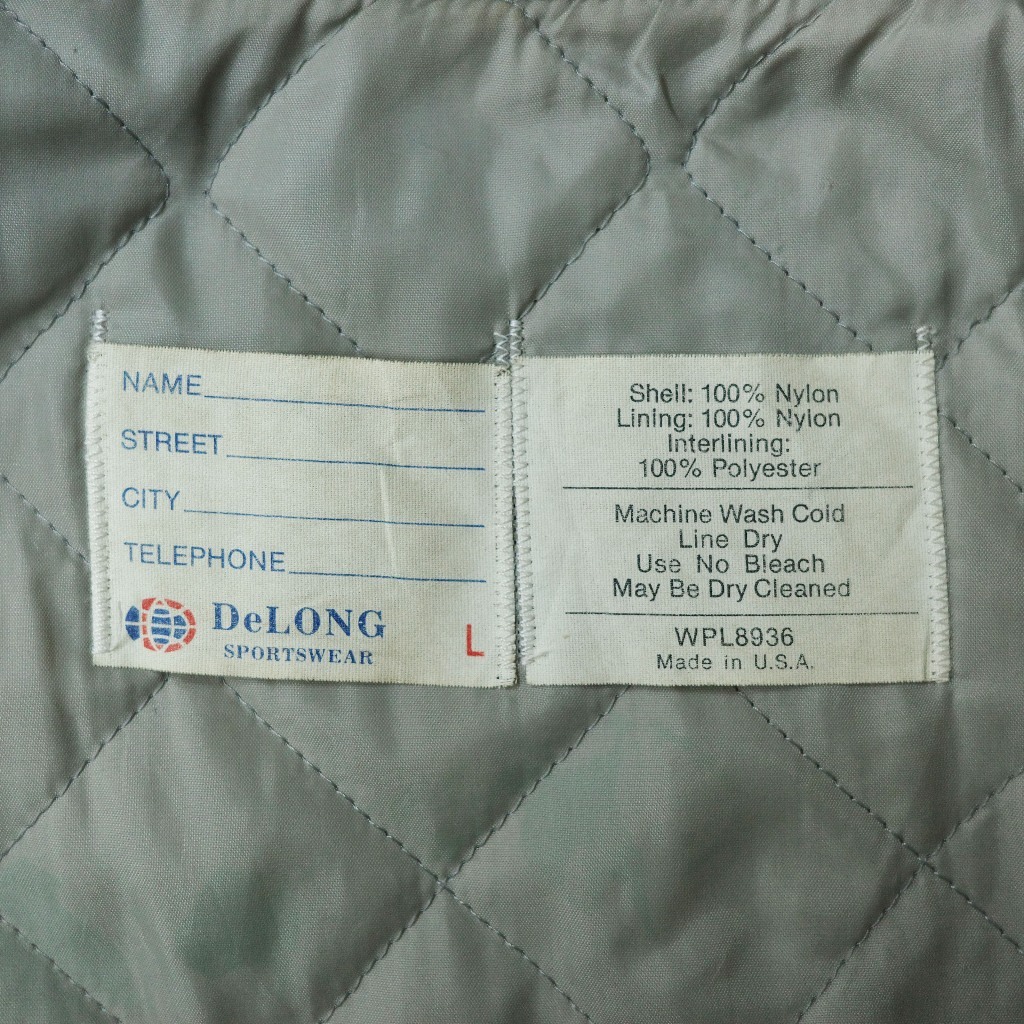 NAME
STREET
CITY
TELEPHONE
DeLONG
SPORTSWEAR
L
Shell: 100% Nylon
Lining: 100% Nylon
Interlining:
100% Polyester
Machine Wash Cold
Line Dry
Use No Bleach
May Be Dry Cleaned
WPL8936
Made in U.S.A.